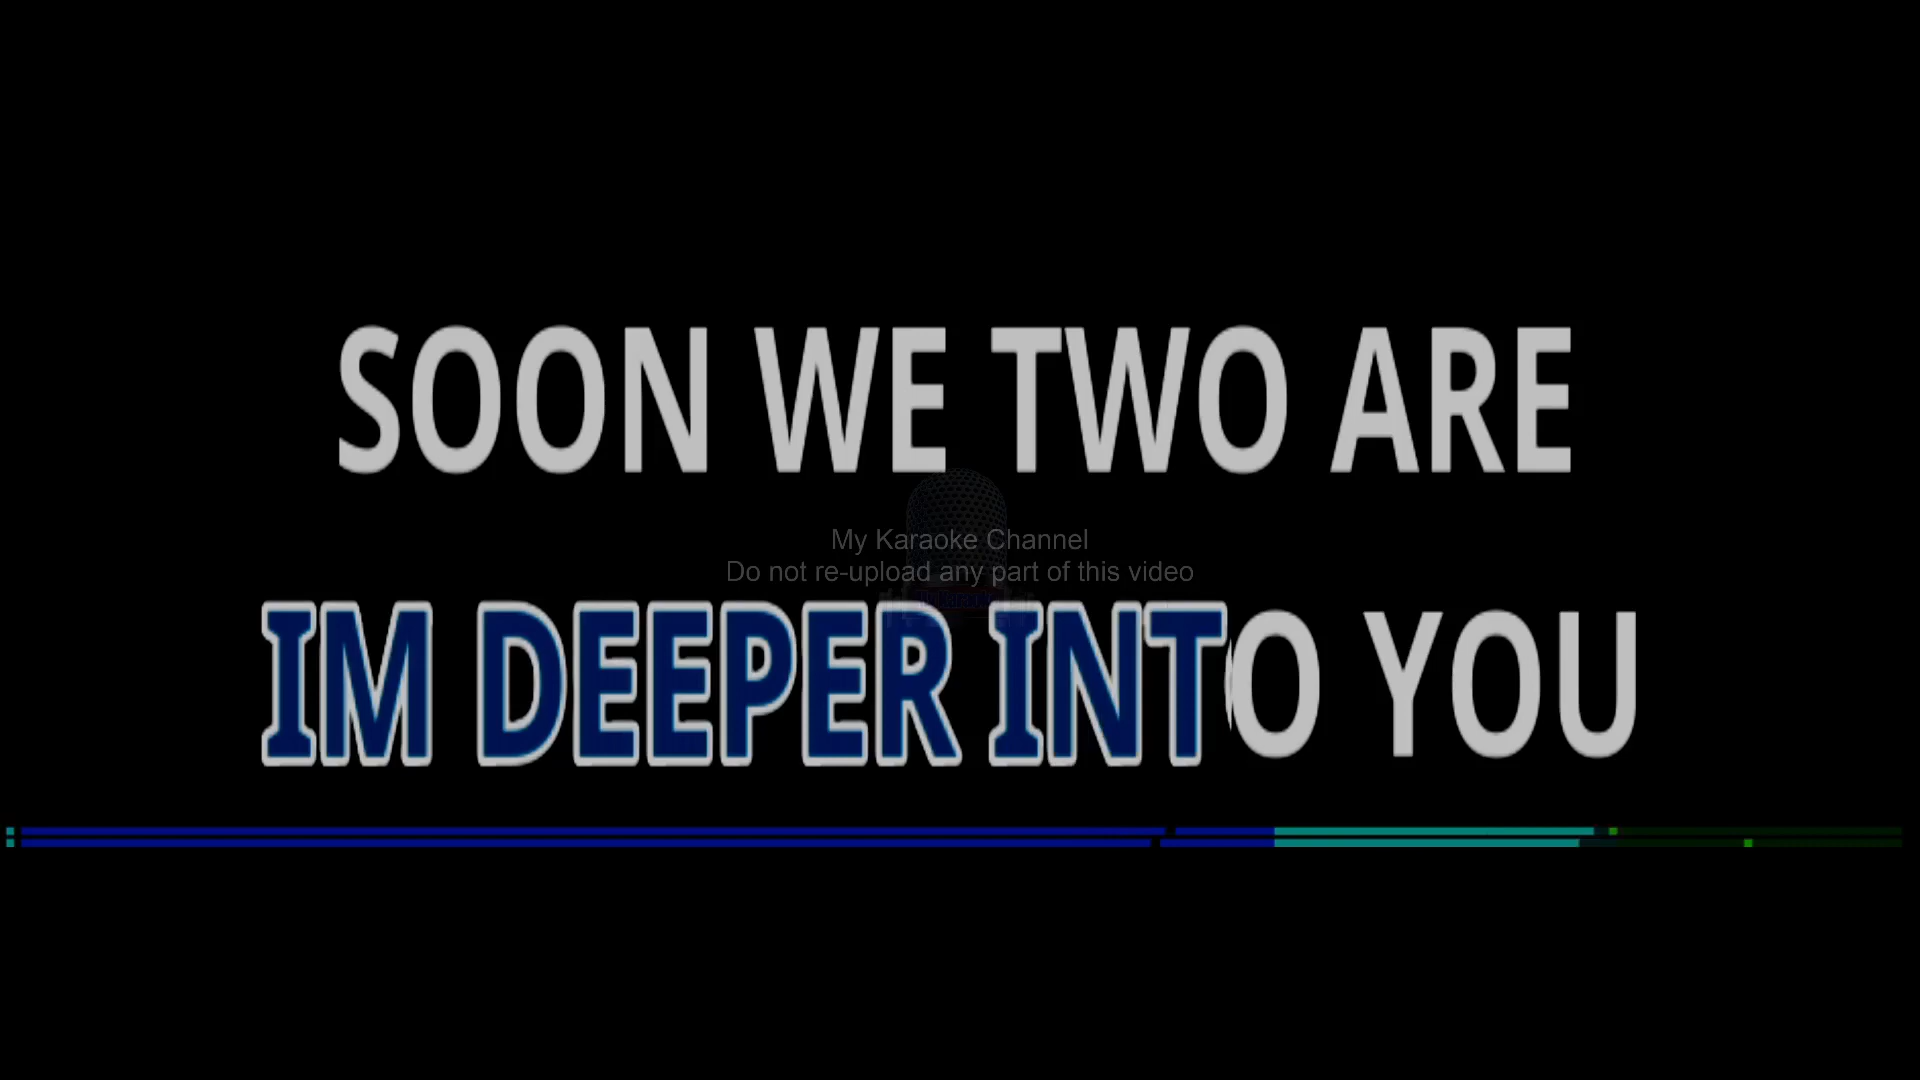 SOON WE TWO ARE
My Karaoke Channel
Do not re-upload any part of this video
IM DEEPER INTO YOU